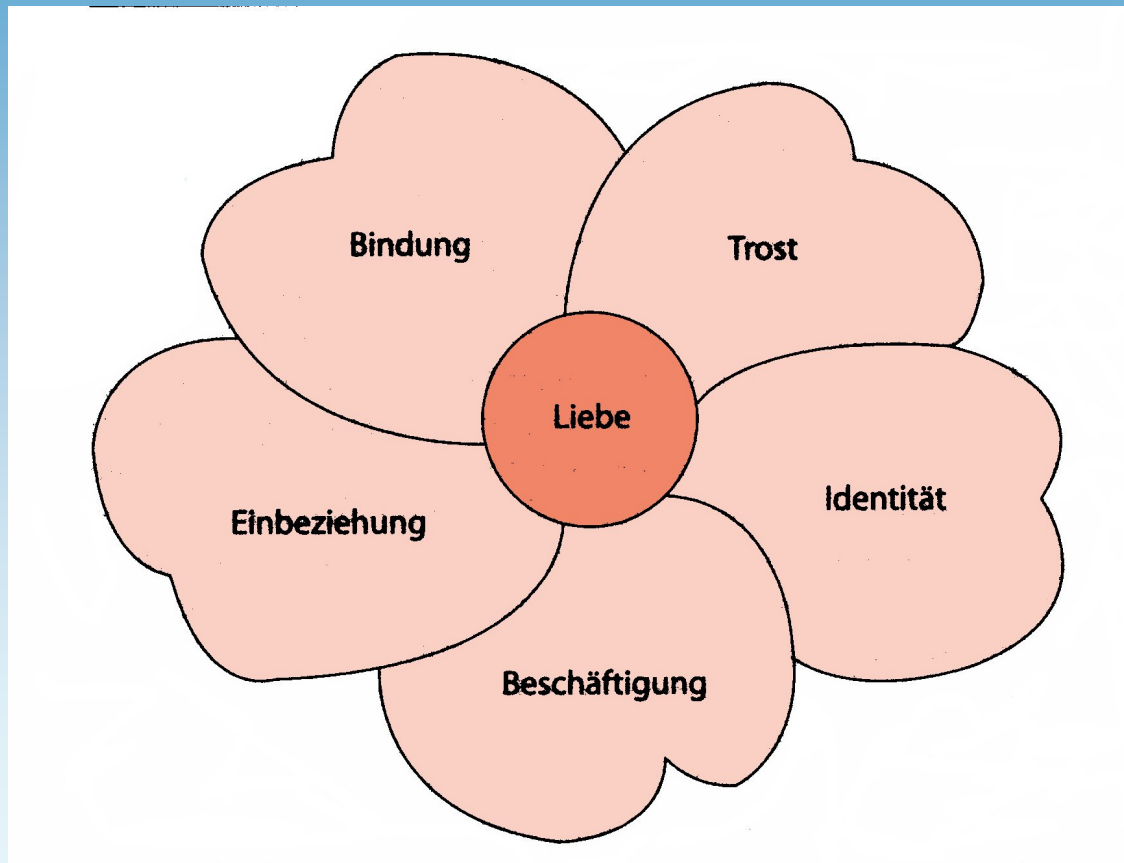 Bindung
Trost
Liebe
Identität
Einbeziehung
Beschäftigung